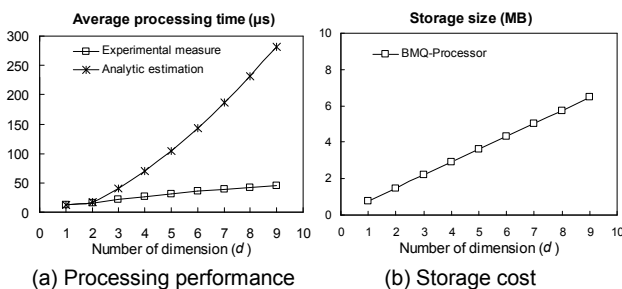 Average processing time (µs)
300
250
200
150
100
50
0
Experimental measure
Analytic estimation
0 1 2 3 4 5 6 7 8 9 10
Number of dimension (d)
(a) Processing performance
Storage size (MB)
10
8
6
4
2
0
BMQ-Processor
0 1 2 3 4 5 6 7 8 9 10
Number of dimension (d)
(b) Storage cost